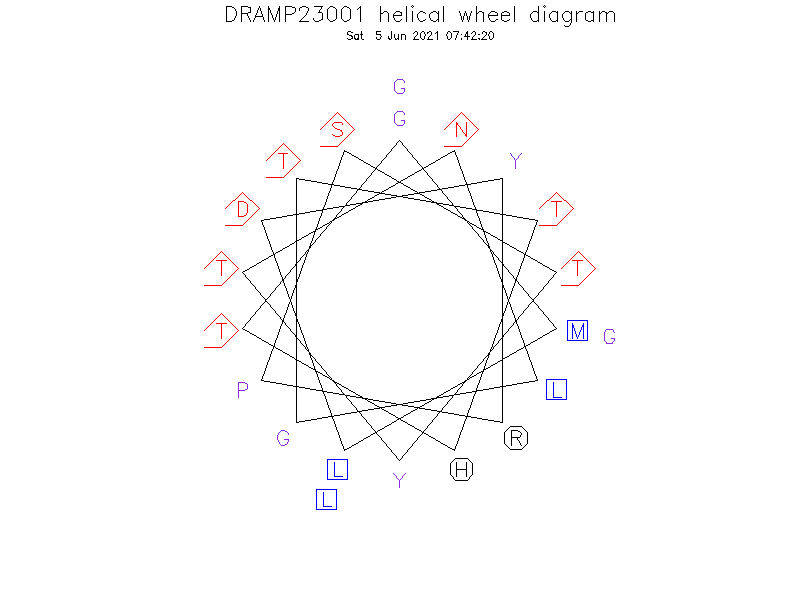 DRAMP23001 helical wheel diagram
Sat 5 Jun 2021 07:42:20
G
G
S N
T Y
D T
T T
T M G
P L
G R
L Y H
L